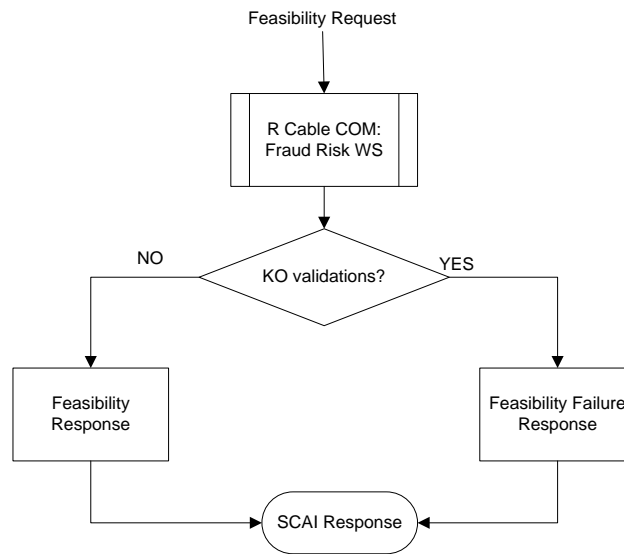 Feasibility Request
R Cable COM:
Fraud Risk WS
NO
YES
KO validations?
Feasibility
Response
Feasibility Failure
Response
SCAI Response